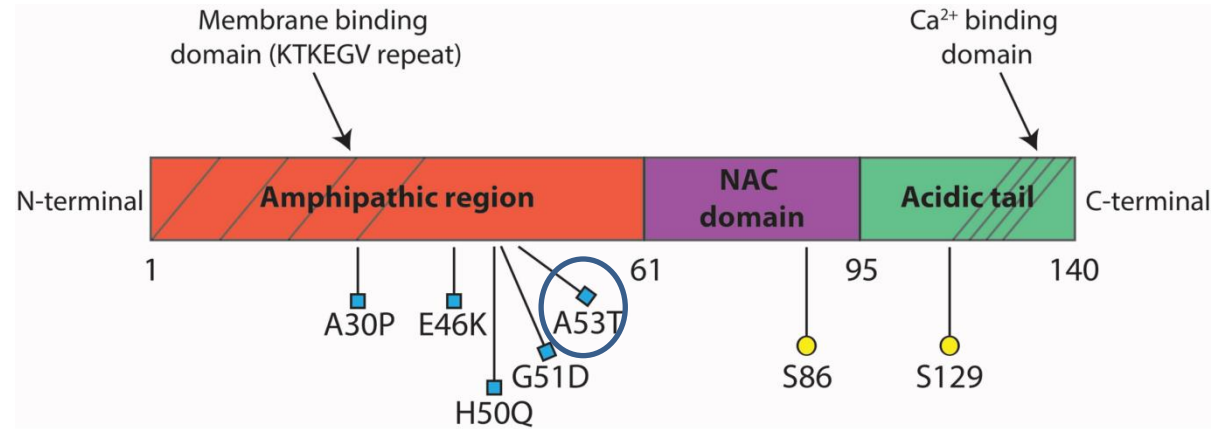 Membrane binding
domain (KTKEGV repeat)
Ca²⁺ binding
domain
N-terminal
Amphipathic region
NAC
domain
Acidic tail
C-terminal
1
61
95
140
A30P
E46K
H50Q
G51D
A53T
S86
S129